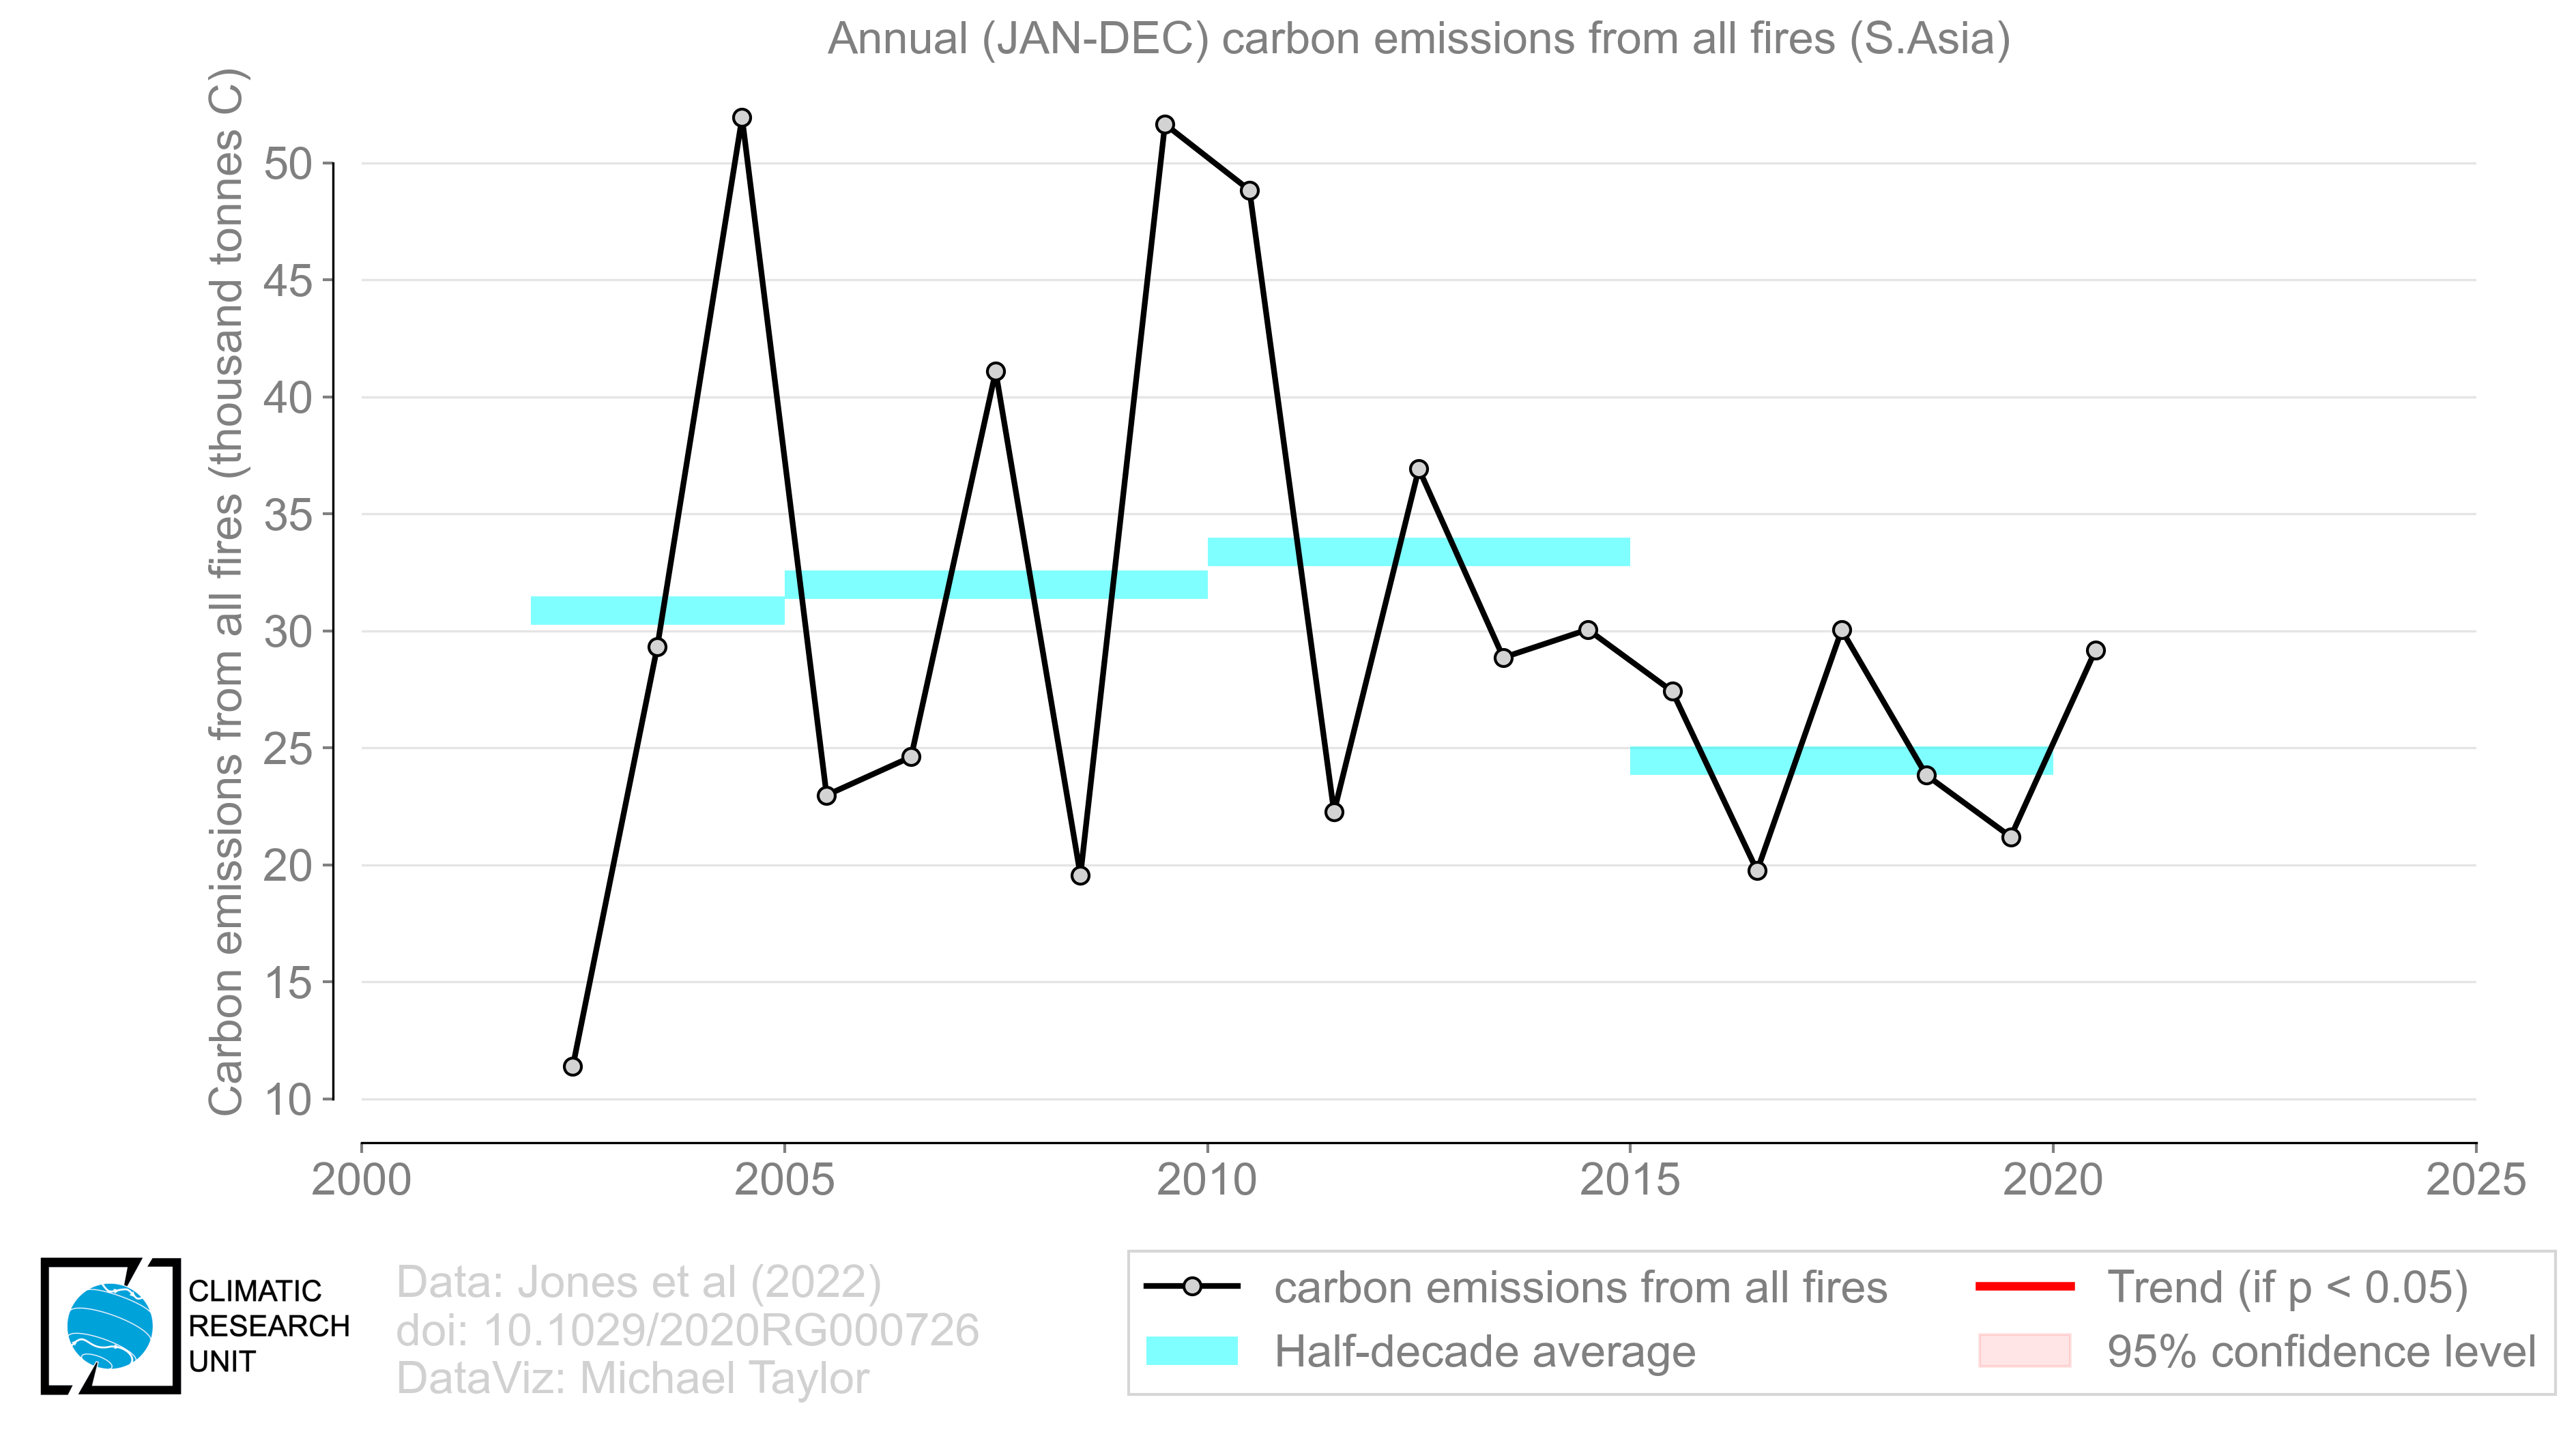 Annual (JAN-DEC) carbon emissions from all fires (S.Asia)
Carbon emissions from all fires (thousand tonnes C)
50
45
40
35
30
25
20
15
10
2000 2005 2010 2015 2020 2025
CLIMATIC
RESEARCH
UNIT
Data: Jones et al (2022)
doi: 10.1029/2020RG000726
DataViz: Michael Taylor
carbon emissions from all fires
Half-decade average
Trend (if p < 0.05)
95% confidence level